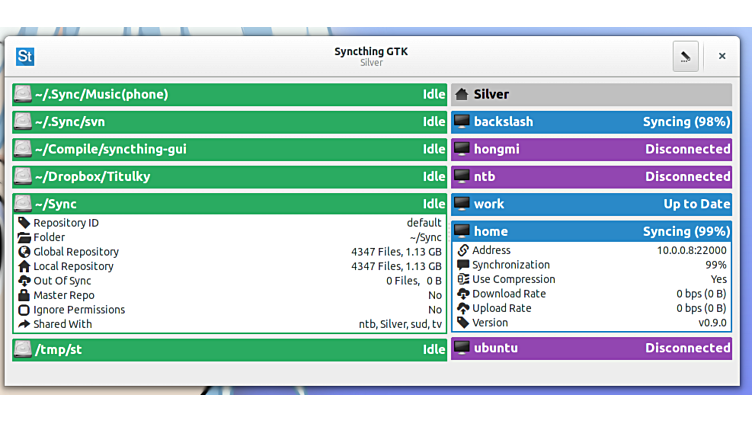 St
Syncthing GTK
Silver
~/.Sync/Music(phone) Idle
~/.Sync/svn Idle
~/Compile/syncthing-gui Idle
~/Dropbox/Titulky Idle
~/Sync Idle
Repository ID default
Folder ~/Sync
Global Repository 4347 Files, 1.13 GB
Local Repository 4347 Files, 1.13 GB
Out Of Sync 0 Files, 0 B
Master Repo No
Ignore Permissions No
Shared With ntb, Silver, sud, tv
/tmp/st Idle
Silver
backslash Syncing (98%)
hongmi Disconnected
ntb Disconnected
work Up to Date
home Syncing (99%)
Address 10.0.0.8:22000
Synchronization 99%
Use Compression Yes
Download Rate 0 bps (0 B)
Upload Rate 0 bps (0 B)
Version v0.9.0
ubuntu Disconnected